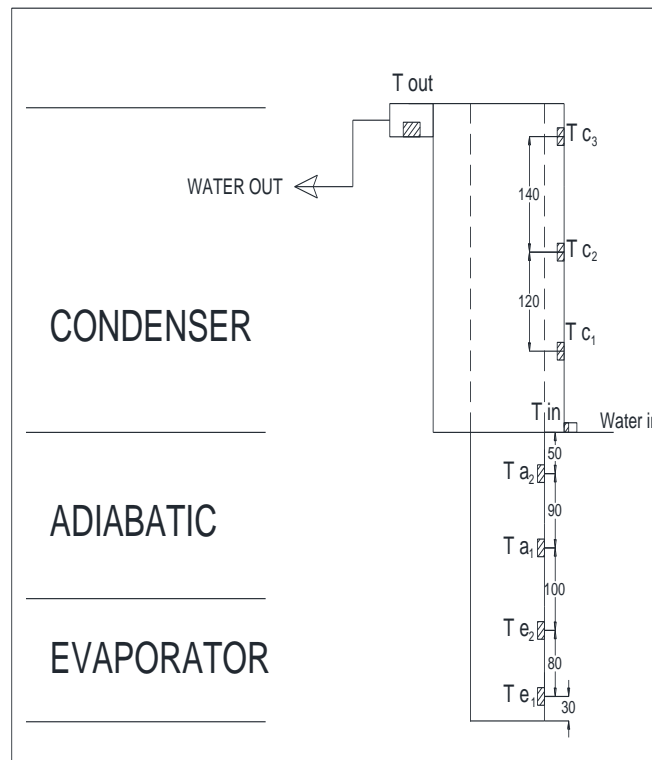 T out
T c₃
140
WATER OUT
T c₂
120
CONDENSER
T c₁
T in
Water in
50
T a₂
90
ADIABATIC
T a₁
100
T e₂
EVAPORATOR
80
T e₁
30